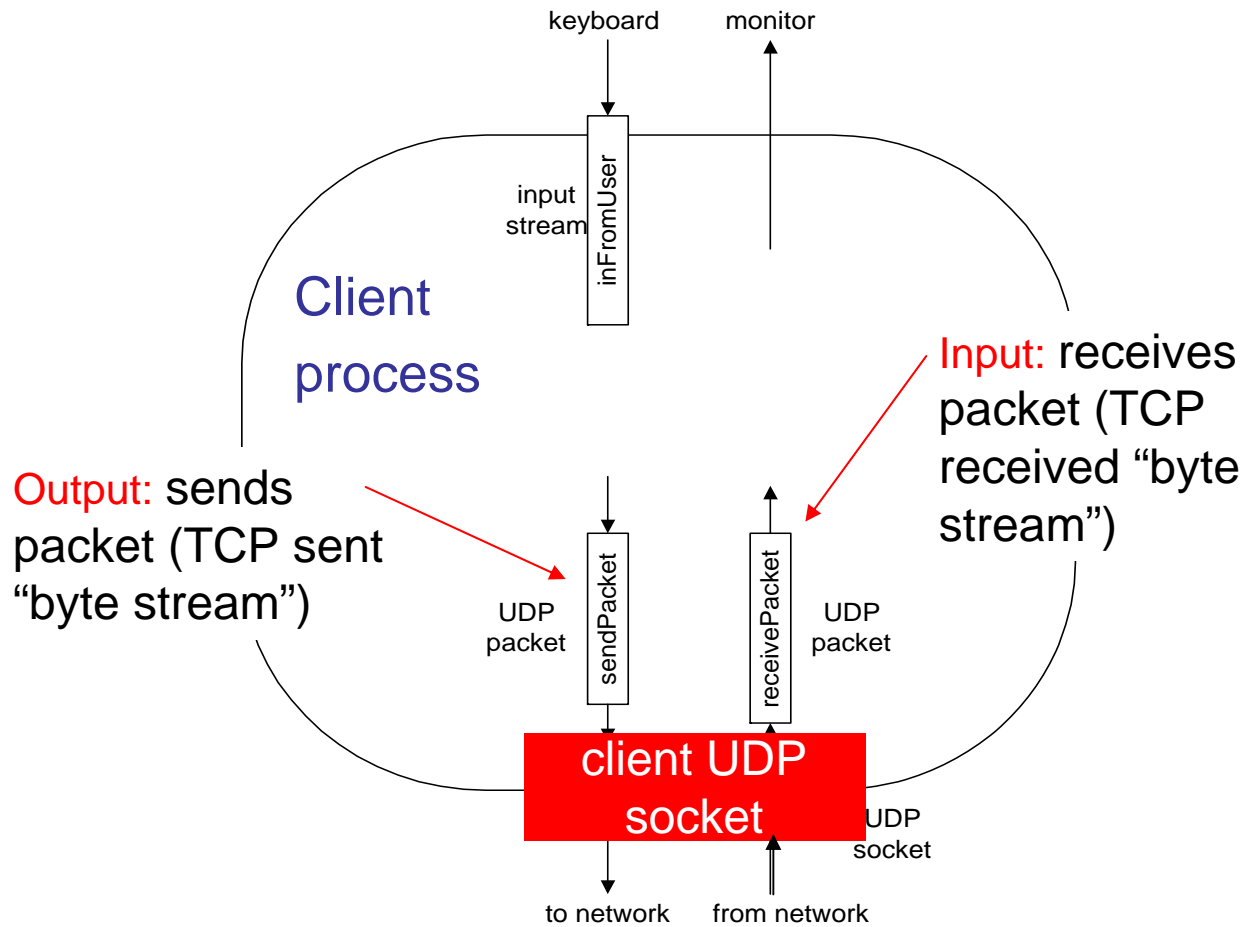 keyboard
monitor
inFromUser
input
stream
Client
process
Input: receives
packet (TCP
received “byte
stream”)
Output: sends
packet (TCP sent
“byte stream”)
UDP
packet
sendPacket
receivePacket
UDP
packet
client UDP
socket
UDP
socket
to network
from network